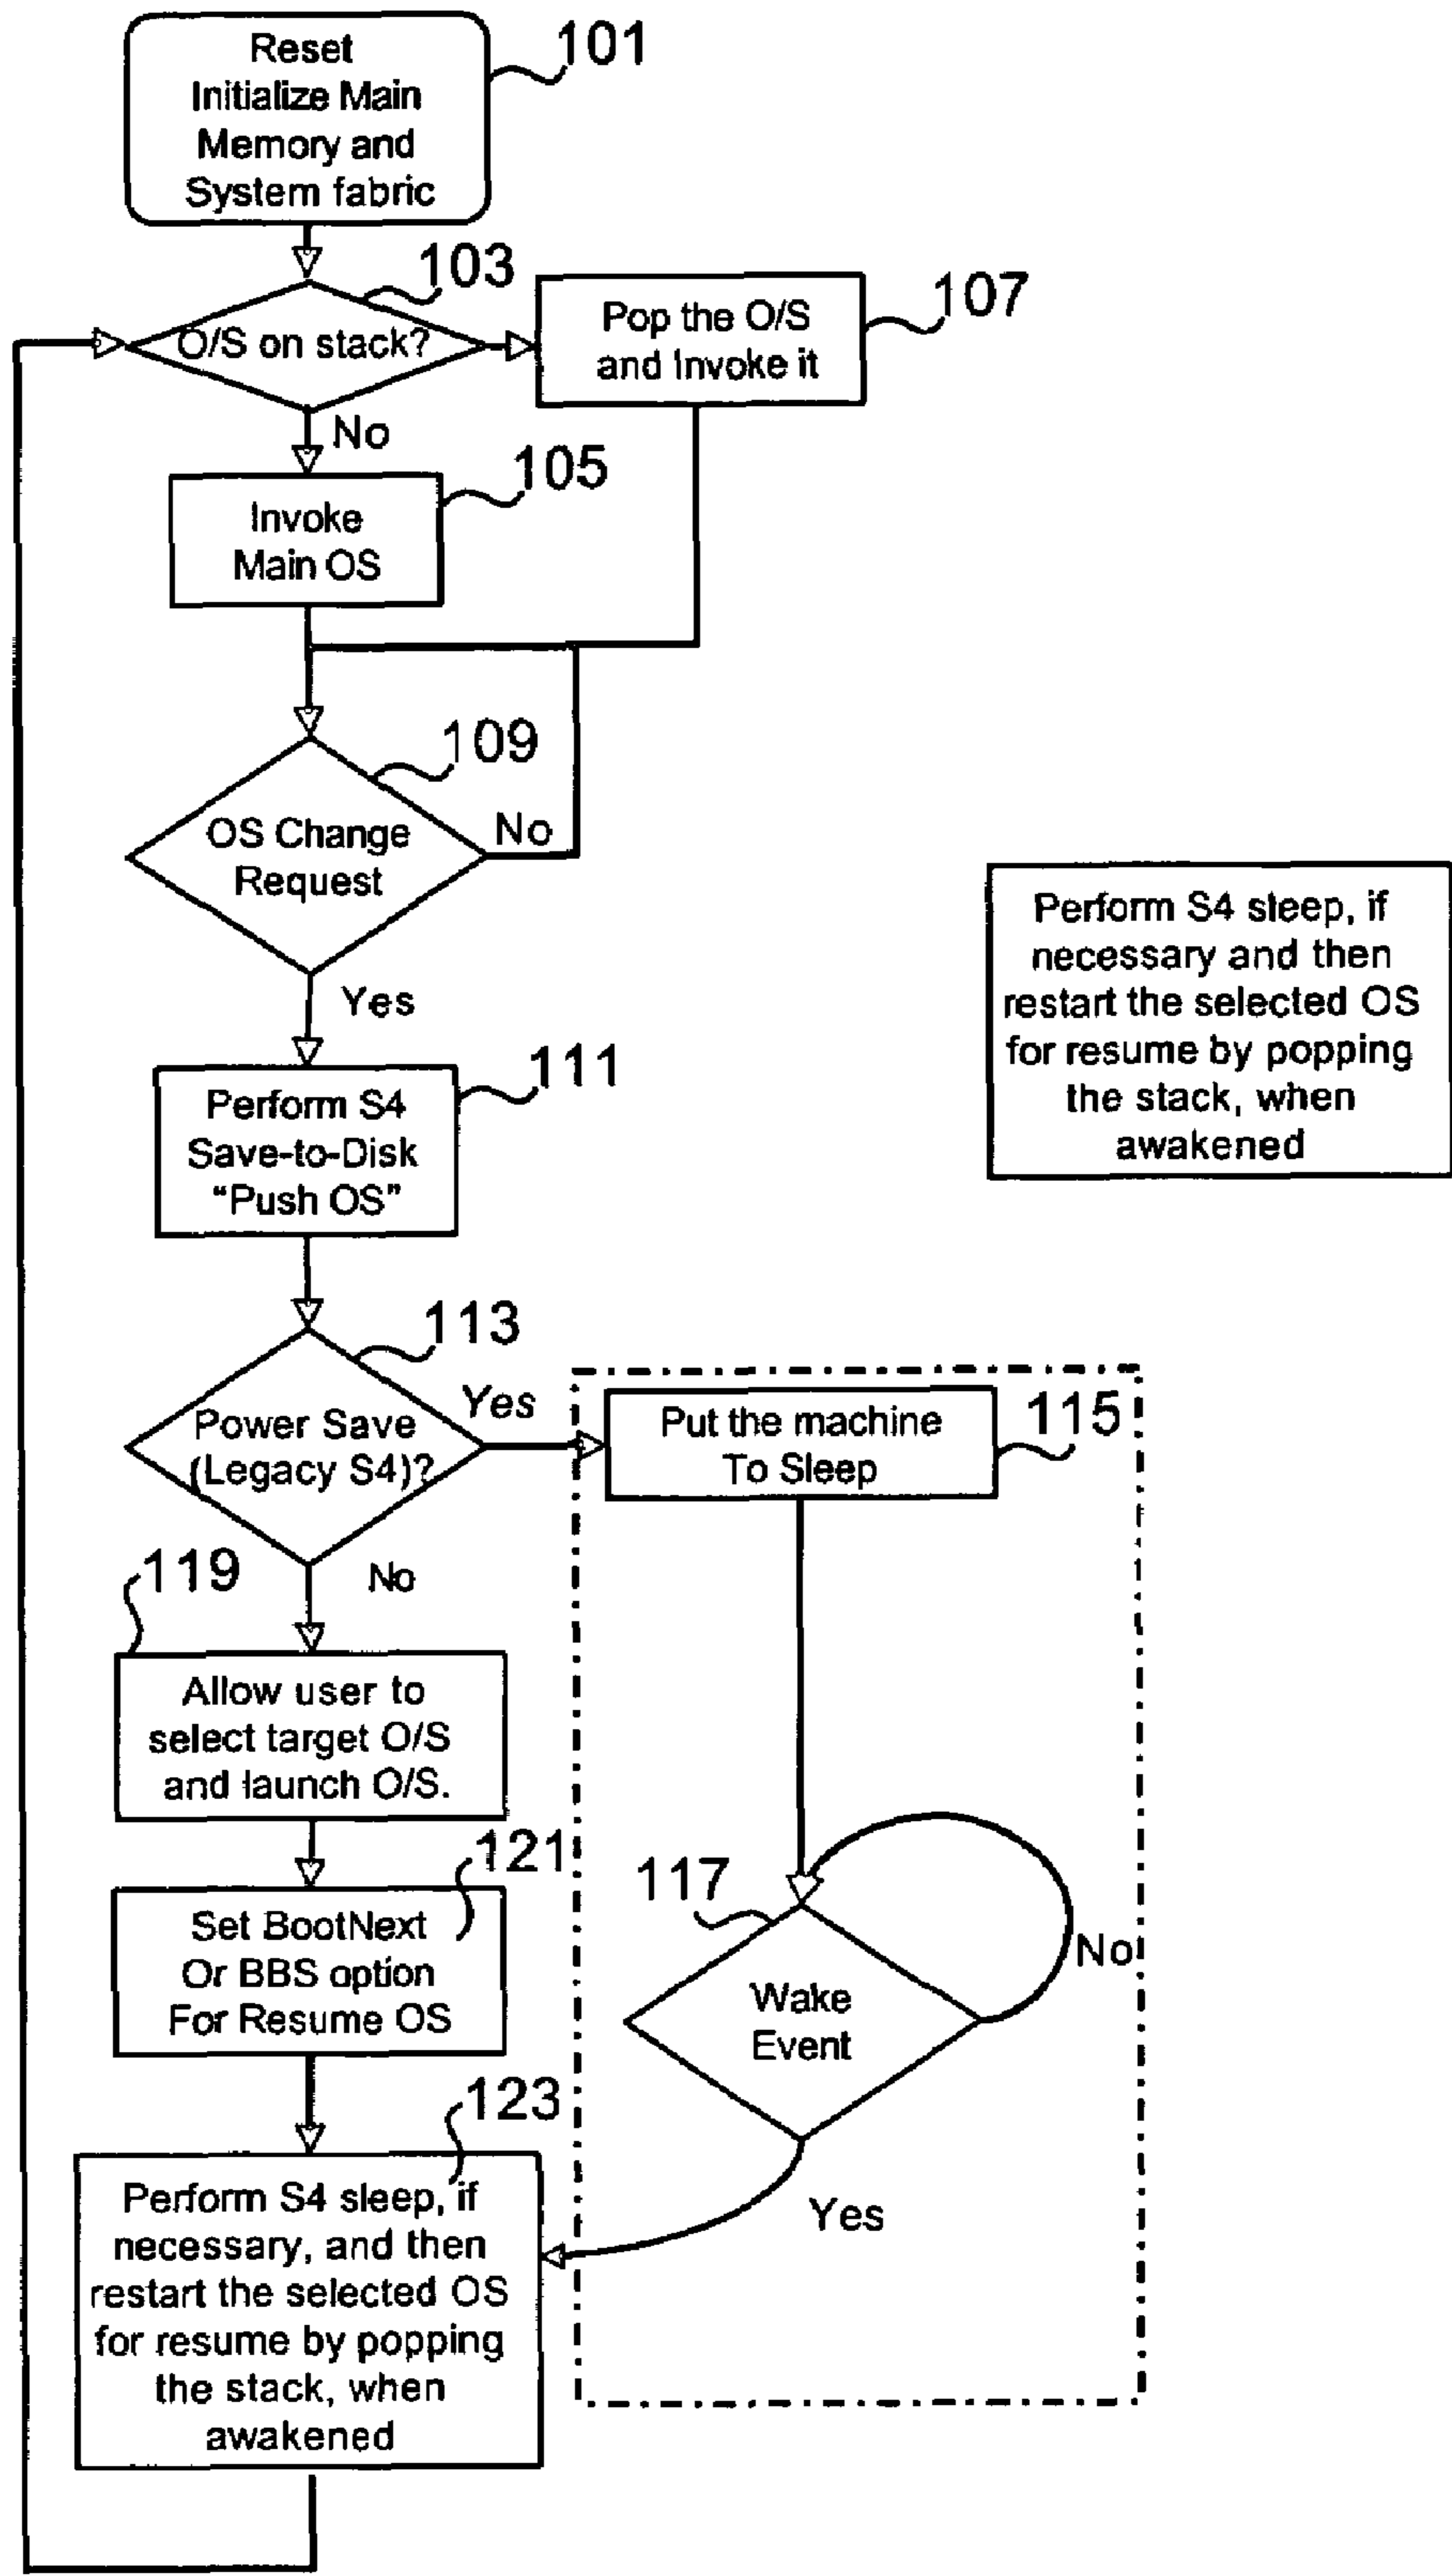 Reset
Initialize Main
Memory and
System fabric
101
103
O/S on stack?
Pop the O/S
and Invoke it
107
No
105
Invoke
Main OS
109
OS Change
Request
No
Yes
Perform S4 sleep, if
necessary and then
restart the selected OS
for resume by popping
the stack, when
awakened
111
Perform S4
Save-to-Disk
“Push OS”
113
Power Save
(Legacy S4)?
Yes
Put the machine
To Sleep
115
No
119
Allow user to
select target O/S
and launch O/S.
121
Set BootNext
Or BBS option
For Resume OS
117
Wake
Event
No
Yes
123
Perform S4 sleep, if
necessary, and then
restart the selected OS
for resume by popping
the stack, when
awakened